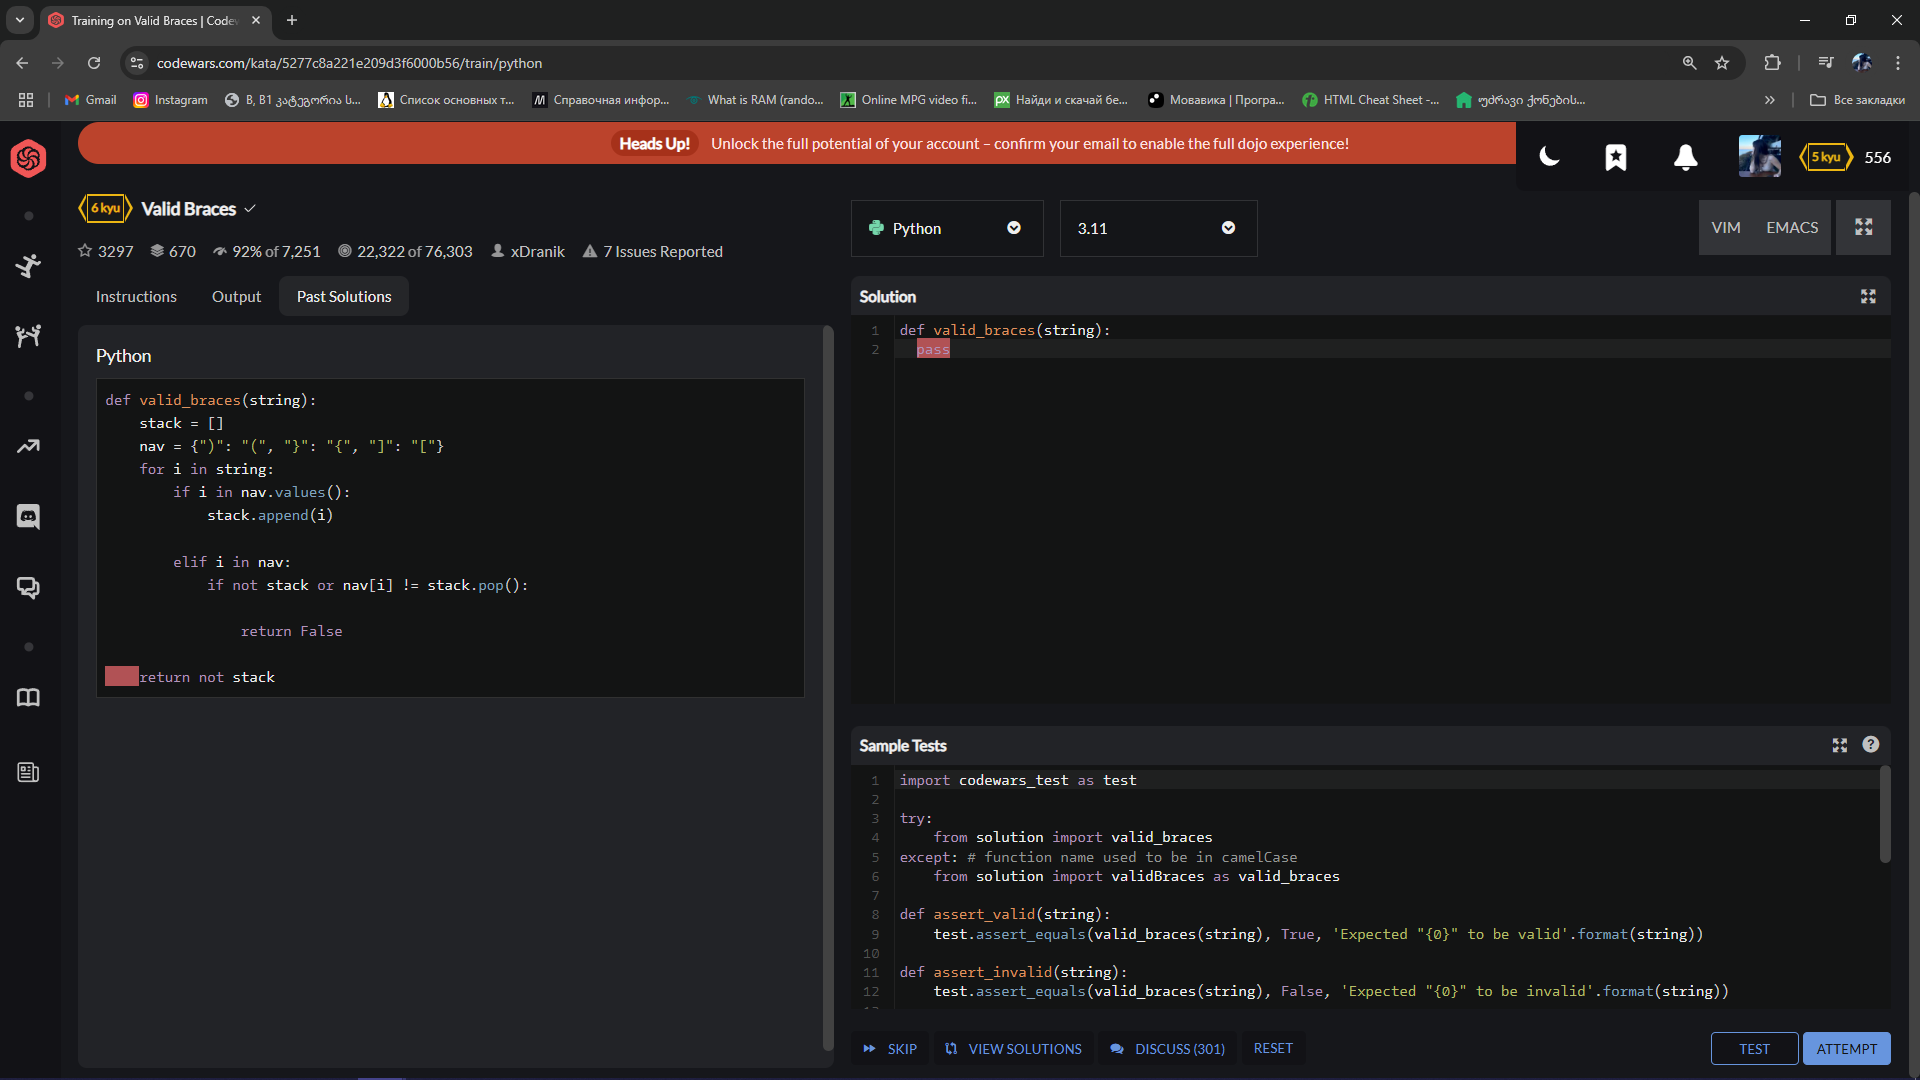 Training on Valid Braces | Codew
codewars.com/kata/5277c8a221e209d3f6000b56/train/python
Gmail
Instagram
B, B1 კატეგორია ს...
Список основных т...
Справочная инфор...
What is RAM (rando...
Online MPG video fi...
Найди и скачай бе...
Мовавика | Програ...
HTML Cheat Sheet -...
უძრავი ქონების...
Все закладки
Heads Up! Unlock the full potential of your account – confirm your email to enable the full dojo experience!
5 kyu 556
6 kyu Valid Braces
3297 670 92% of 7,251 22,322 of 76,303 xDranik 7 Issues Reported
Instructions Output Past Solutions
Python
def valid_braces(string):
    stack = []
    nav = {")": "(", "}": "{", "]": "["}
    for i in string:
        if i in nav.values():
            stack.append(i)
        elif i in nav:
            if not stack or nav[i] != stack.pop():
                return False
    return not stack
Python 3.11
VIM EMACS
Solution
1 def valid_braces(string):
2   pass
Sample Tests
1 import codewars_test as test
2
3 try:
4     from solution import valid_braces
5 except: # function name used to be in camelCase
6     from solution import validBraces as valid_braces
7
8 def assert_valid(string):
9     test.assert_equals(valid_braces(string), True, 'Expected "{0}" to be valid'.format(string))
10
11 def assert_invalid(string):
12     test.assert_equals(valid_braces(string), False, 'Expected "{0}" to be invalid'.format(string))
SKIP VIEW SOLUTIONS DISCUSS (301) RESET
TEST ATTEMPT